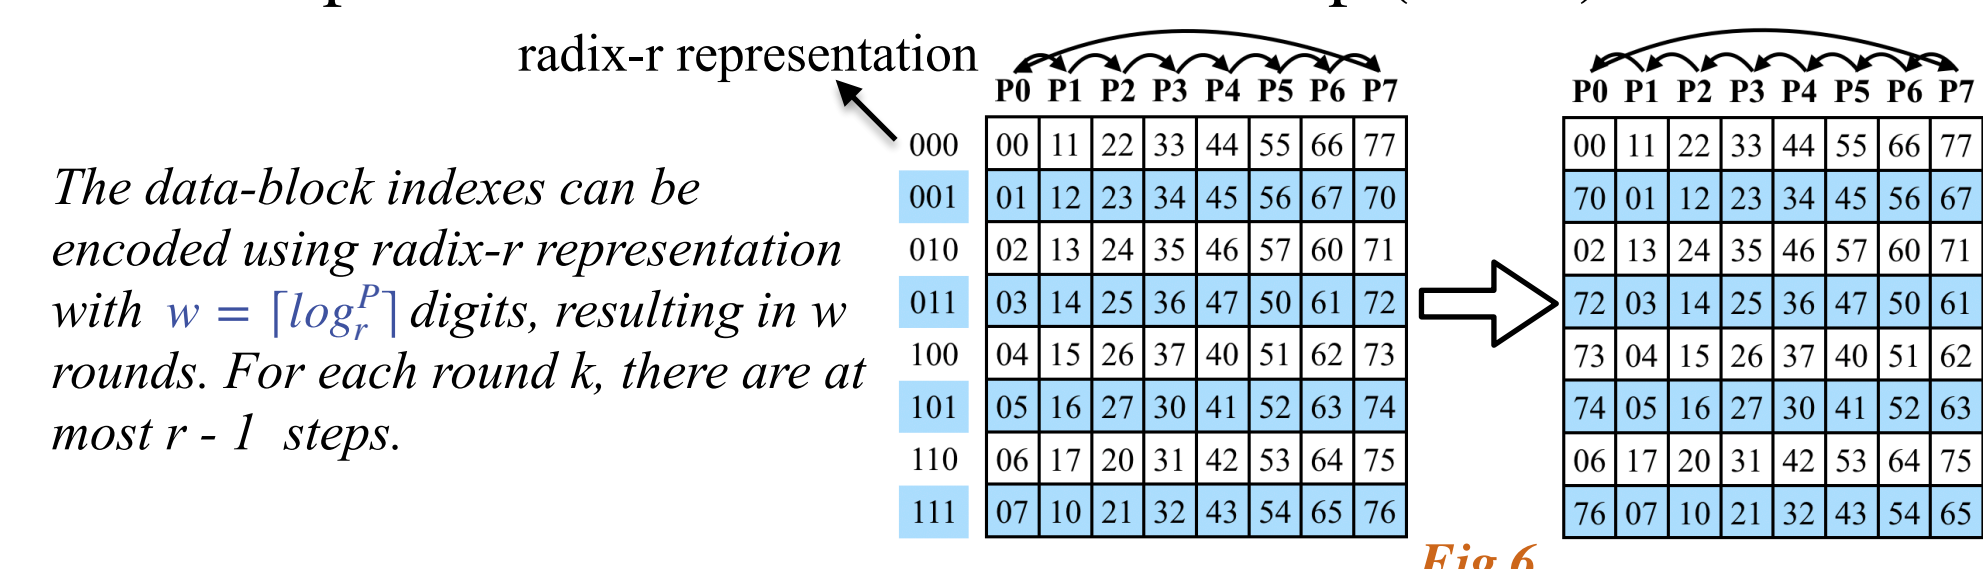 radix-r representation
The data-block indexes can be
encoded using radix-r representation
with w = ⌈log_r^P⌉ digits, resulting in w
rounds. For each round k, there are at
most r - 1 steps.
P0 P1 P2 P3 P4 P5 P6 P7
000 00 11 22 33 44 55 66 77
001 01 12 23 34 45 56 67 70
010 02 13 24 35 46 57 60 71
011 03 14 25 36 47 50 61 72
100 04 15 26 37 40 51 62 73
101 05 16 27 30 41 52 63 74
110 06 17 20 31 42 53 64 75
111 07 10 21 32 43 54 65 76
P0 P1 P2 P3 P4 P5 P6 P7
00 11 22 33 44 55 66 77
70 01 12 23 34 45 56 67
02 13 24 35 46 57 60 71
72 03 14 25 36 47 50 61
73 04 15 26 37 40 51 62
74 05 16 27 30 41 52 63
06 17 20 31 42 53 64 75
76 07 10 21 32 43 54 65
Fig 6